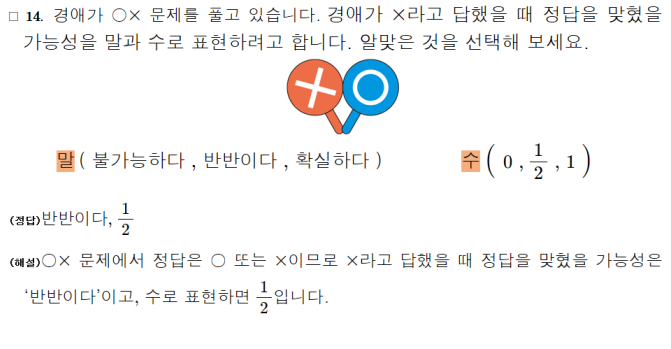 □ 14. 경애가 ○× 문제를 풀고 있습니다. 경애가 ×라고 답했을 때 정답을 맞혔을
가능성을 말과 수로 표현하려고 합니다. 알맞은 것을 선택해 보세요.
말 ( 불가능하다 , 반반이다 , 확실하다 ) 수 ( 0 , 1/2 , 1 )
(정답)반반이다, 1/2
(해설)○× 문제에서 정답은 ○ 또는 ×이므로 ×라고 답했을 때 정답을 맞혔을 가능성은
‘반반이다’이고, 수로 표현하면 1/2입니다.